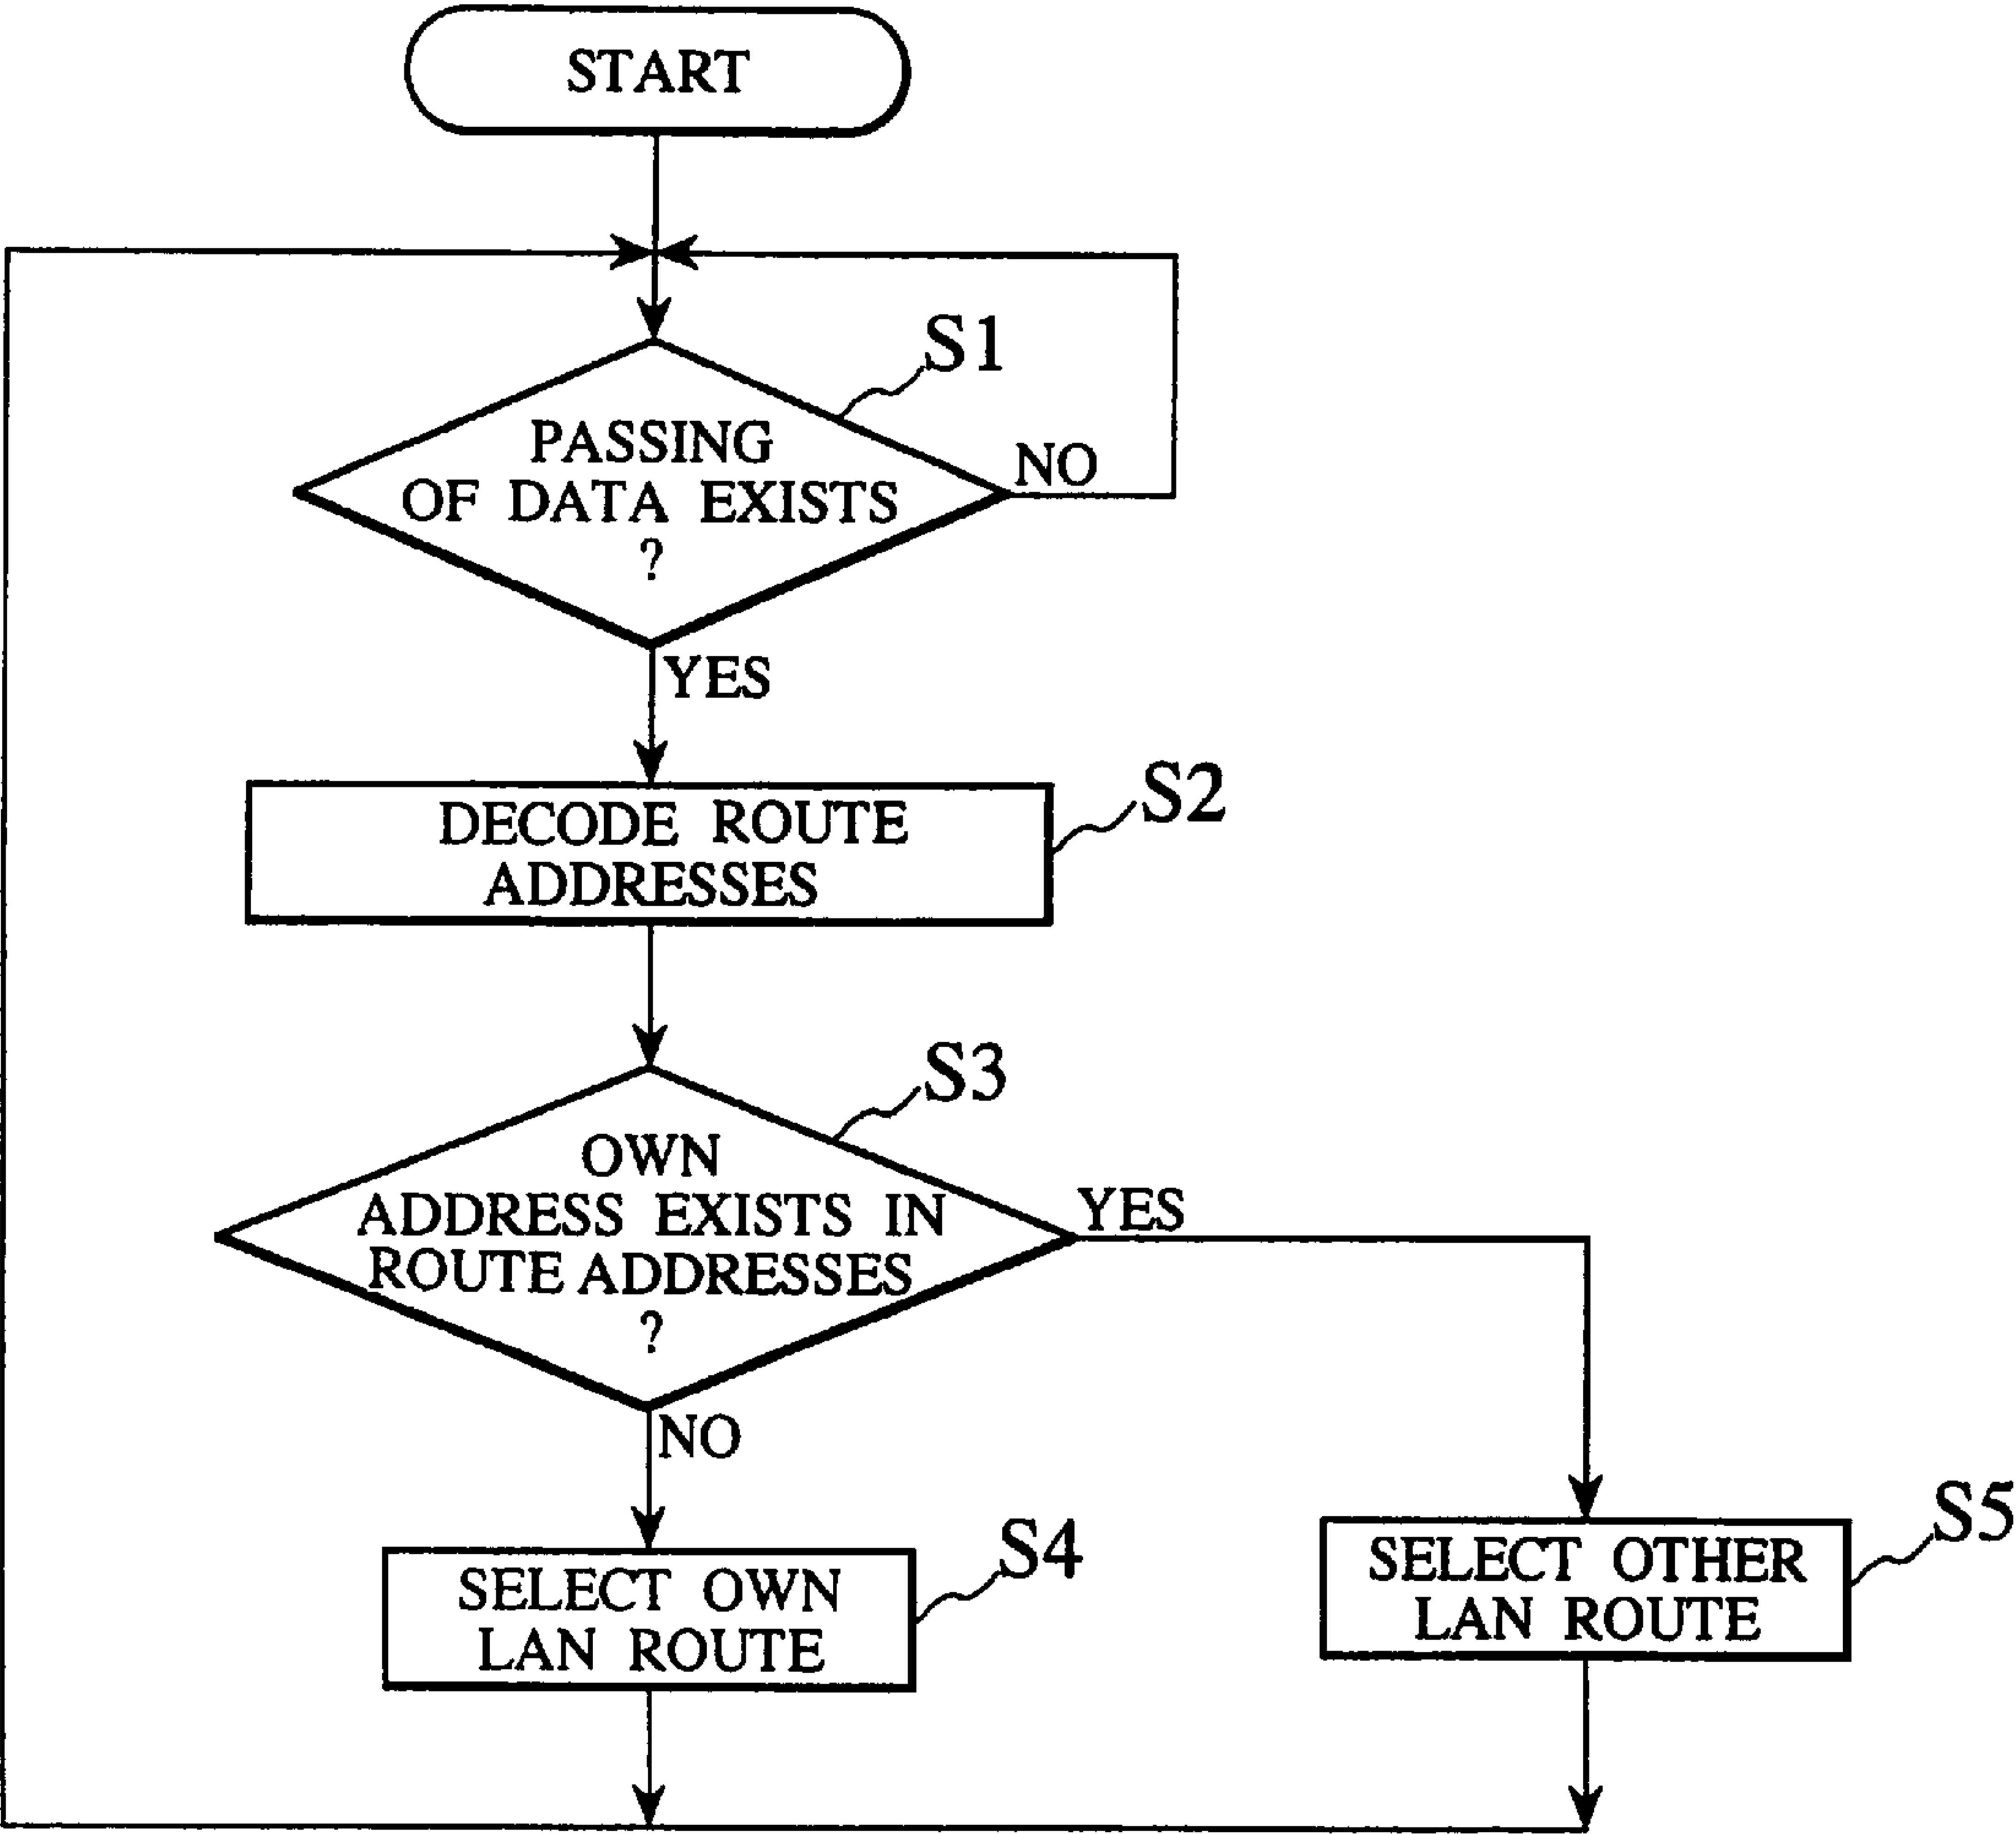 START
S1
PASSING
OF DATA EXISTS
?
NO
YES
DECODE ROUTE
ADDRESSES
S2
S3
OWN
ADDRESS EXISTS IN
ROUTE ADDRESSES
?
YES
NO
SELECT OWN
LAN ROUTE
S4
SELECT OTHER
LAN ROUTE
S5